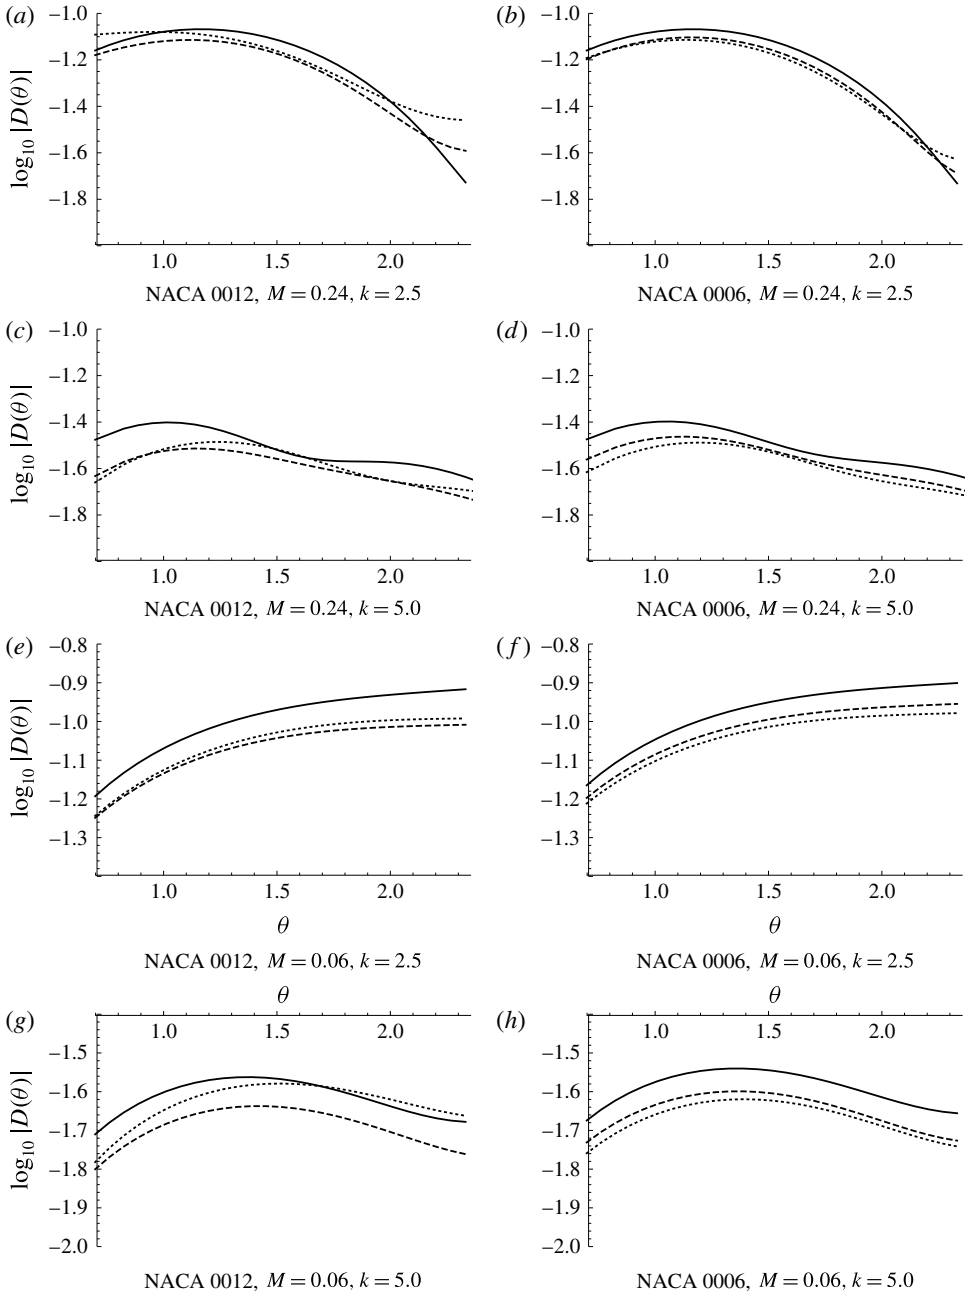 (a) (b)
−1.0 −1.0
−1.2 −1.2
−1.4 −1.4
−1.6 −1.6
−1.8 −1.8
log10 |D(θ)|
1.0 1.5 2.0 1.0 1.5 2.0
NACA 0012, M = 0.24, k = 2.5 NACA 0006, M = 0.24, k = 2.5
(c) (d)
−1.0 −1.0
−1.2 −1.2
−1.4 −1.4
−1.6 −1.6
−1.8 −1.8
log10 |D(θ)|
1.0 1.5 2.0 1.0 1.5 2.0
NACA 0012, M = 0.24, k = 5.0 NACA 0006, M = 0.24, k = 5.0
(e) (f)
−0.8 −0.8
−0.9 −0.9
−1.0 −1.0
−1.1 −1.1
−1.2 −1.2
−1.3 −1.3
log10 |D(θ)|
1.0 1.5 2.0 1.0 1.5 2.0
θ θ
NACA 0012, M = 0.06, k = 2.5 NACA 0006, M = 0.06, k = 2.5
θ θ
(g) (h)
1.0 1.5 2.0 1.0 1.5 2.0
−1.5 −1.5
−1.6 −1.6
−1.7 −1.7
−1.8 −1.8
−1.9 −1.9
−2.0 −2.0
log10 |D(θ)|
NACA 0012, M = 0.06, k = 5.0 NACA 0006, M = 0.06, k = 5.0